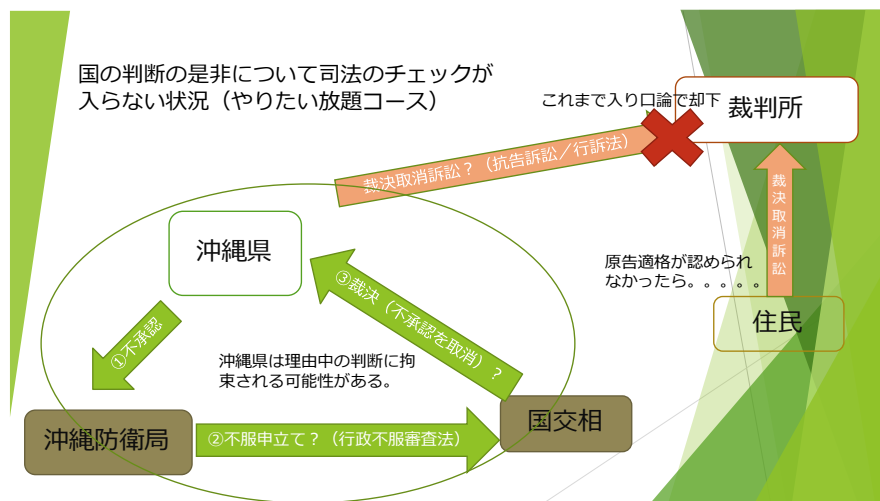 国の判断の是非について司法のチェックが
入らない状況（やりたい放題コース）
これまで入り口論で却下
裁判所
裁決取消訴訟？（抗告訴訟／行訴法）
裁決取消訴訟
沖縄県
③裁決（不承認を取消）？
原告適格が認められ
なかったら。。。。。
住民
①不承認
沖縄県は理由中の判断に拘
束される可能性がある。
沖縄防衛局
②不服申立て？（行政不服審査法）
国交相